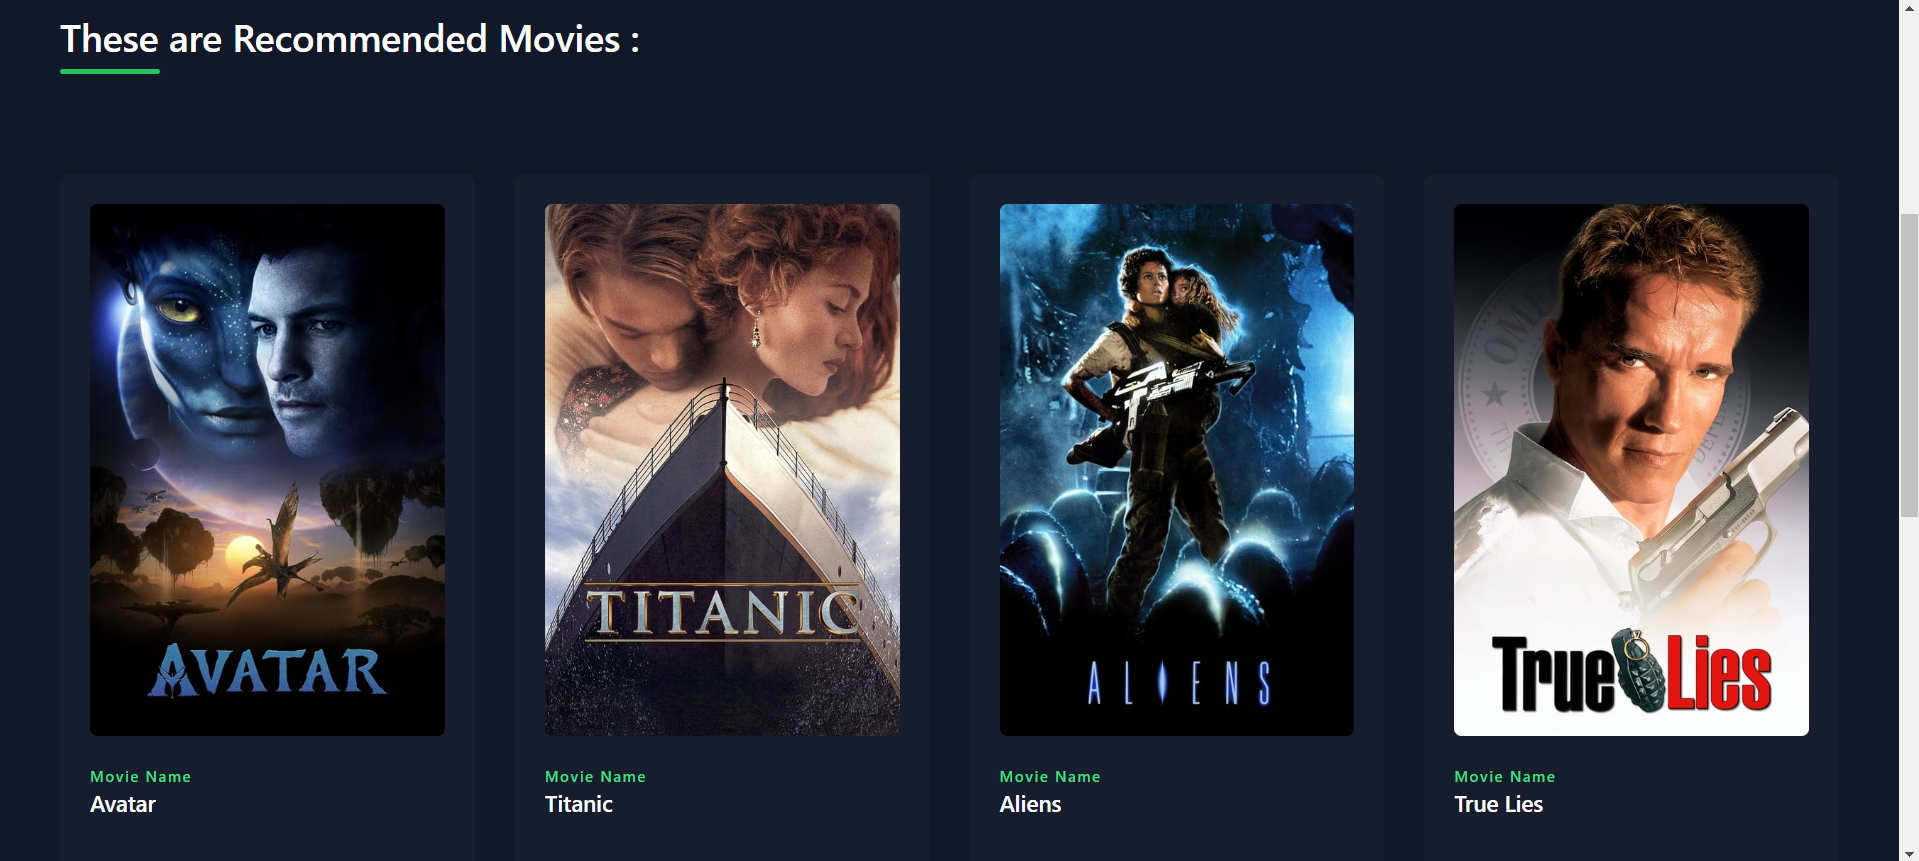 These are Recommended Movies :
AVATAR
TITANIC
ALIENS
True Lies
Movie Name
Avatar
Movie Name
Titanic
Movie Name
Aliens
Movie Name
True Lies